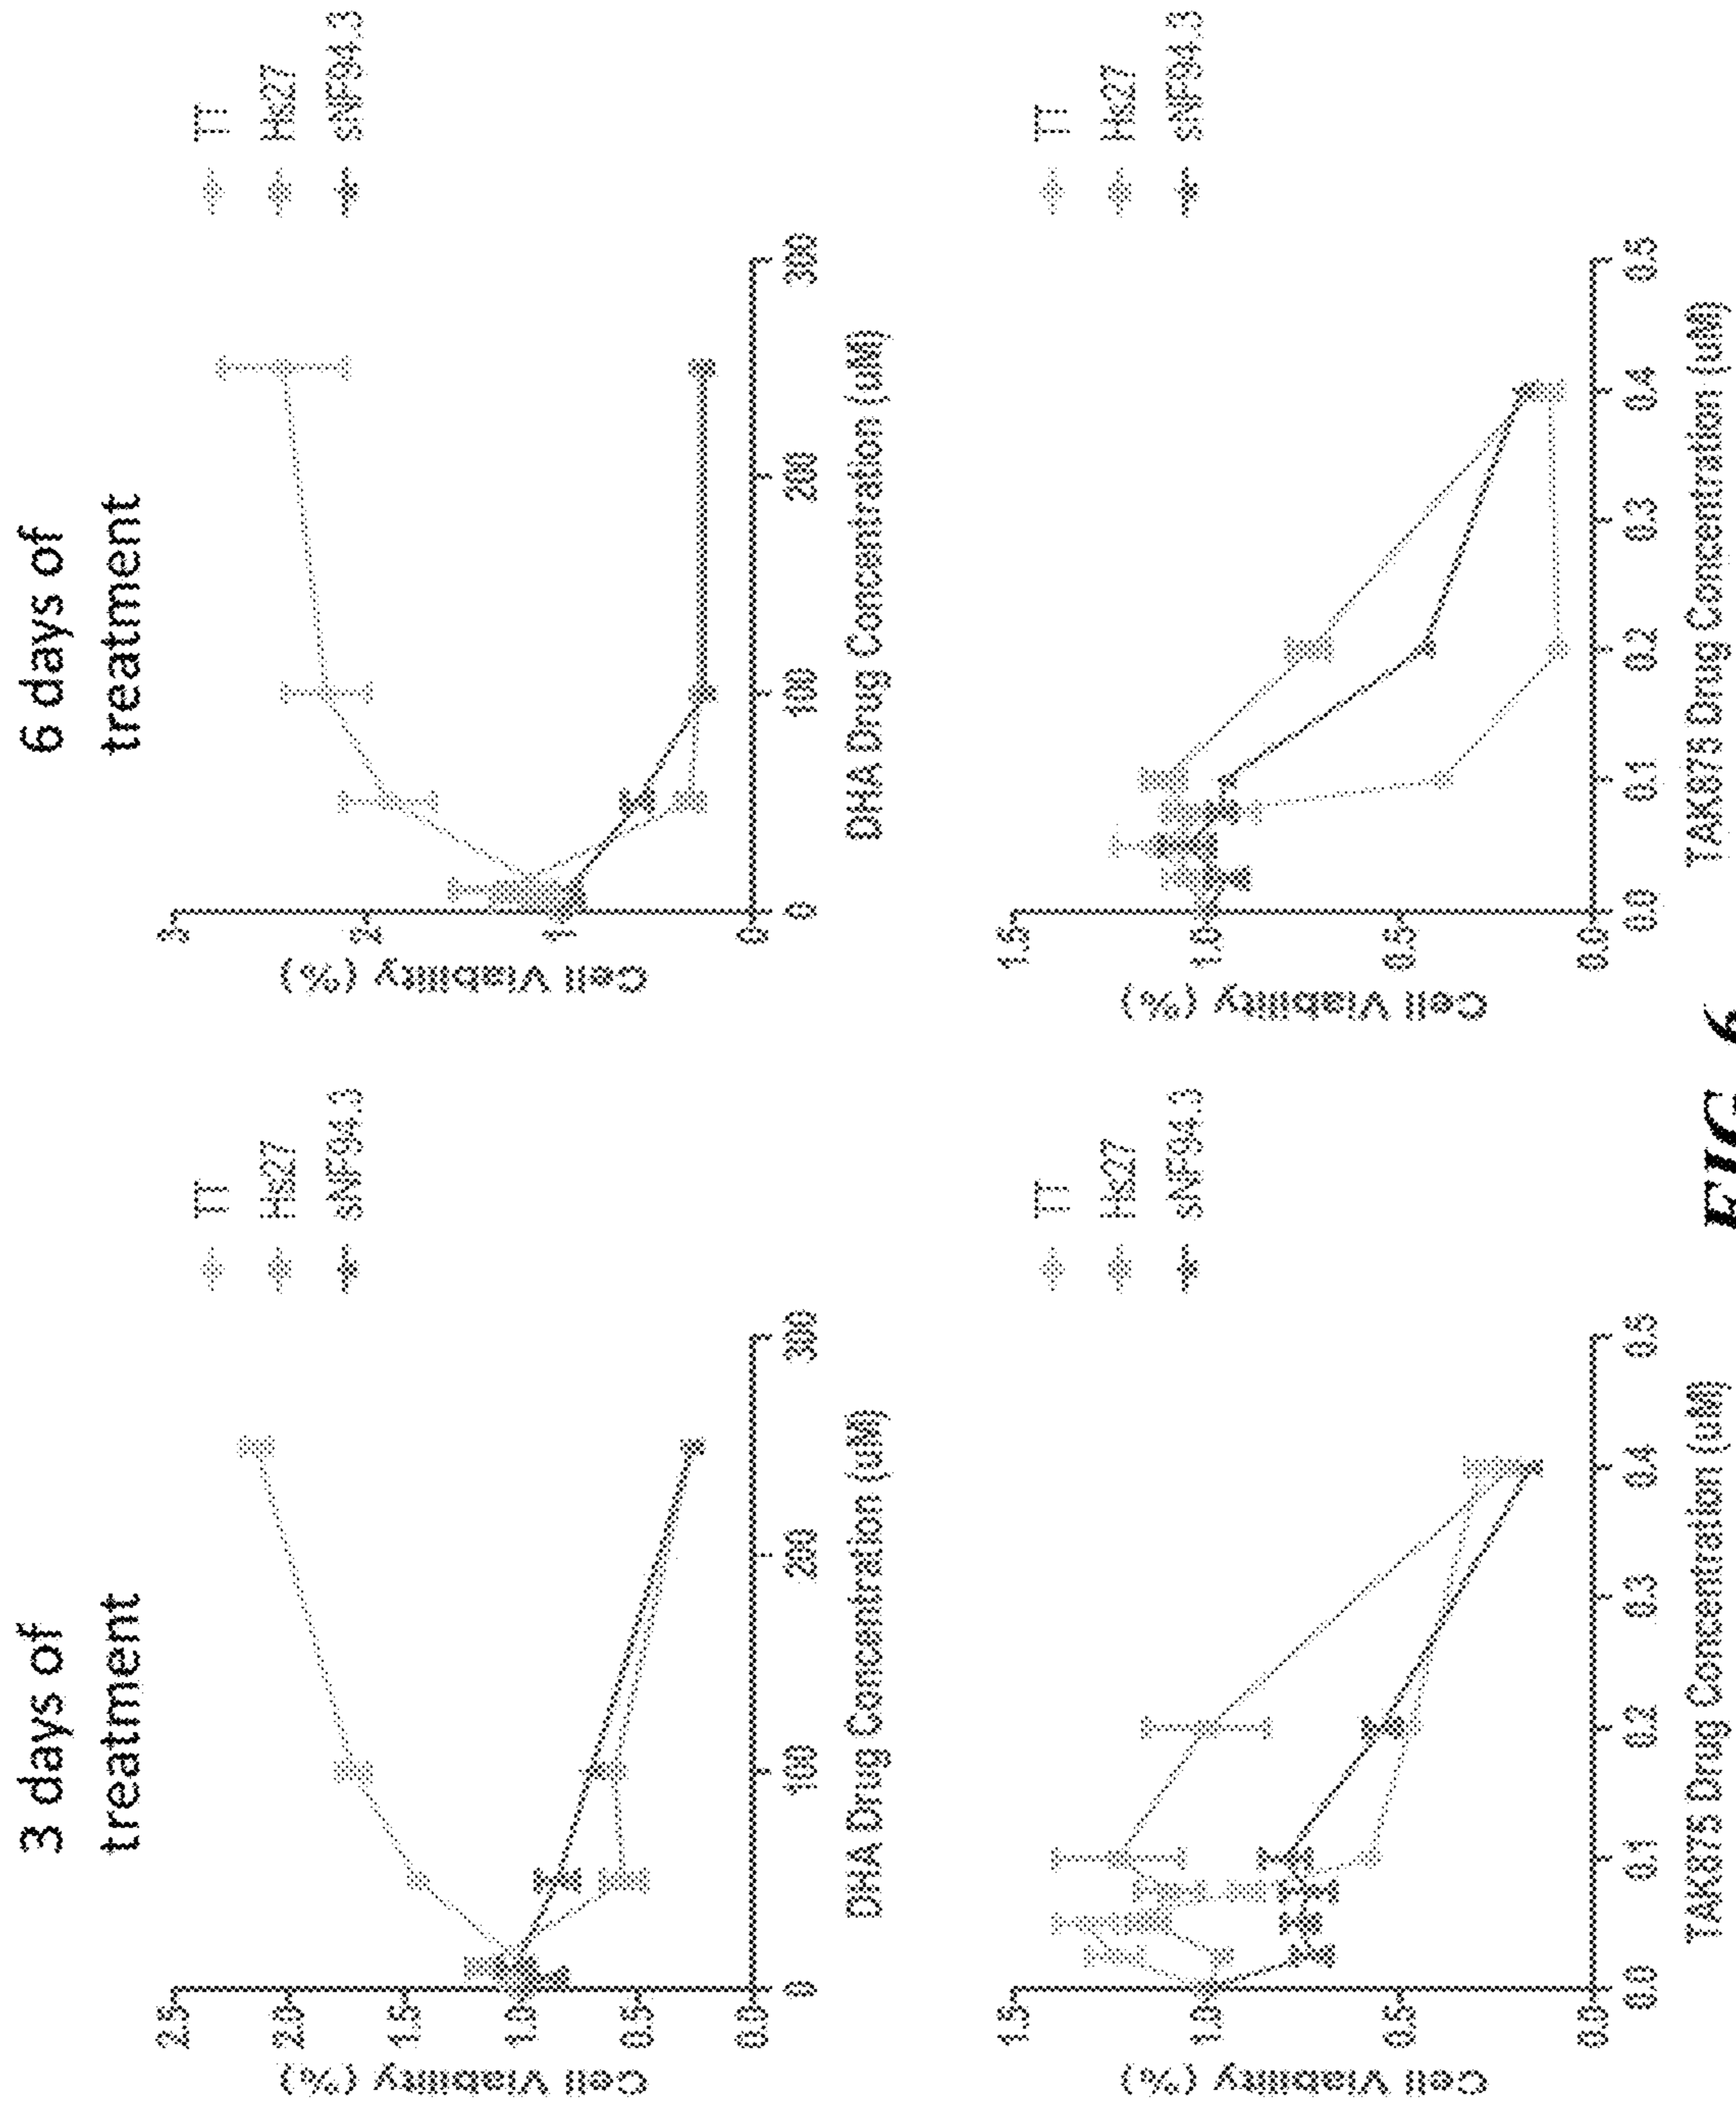 3 days of
treatment
6 days of
treatment
Cell Viability (%)
2.5
2.0
1.5
1.0
0.5
0.0
0
100
200
300
DHA Drug Concentration (uM)
TT
Hs27
sNF94.3
Cell Viability (%)
3
2
1
0
0
100
200
300
DHA Drug Concentration (uM)
TT
Hs27
sNF94.3
Cell Viability (%)
1.5
1.0
0.5
0.0
0.0
0.1
0.2
0.3
0.4
0.5
TAK875 Drug Concentration (uM)
TT
Hs27
sNF94.3
Cell Viability (%)
1.5
1.0
0.5
0.0
0.0
0.1
0.2
0.3
0.4
0.5
TAK875 Drug Concentration (uM)
TT
Hs27
sNF94.3
FIG. 6